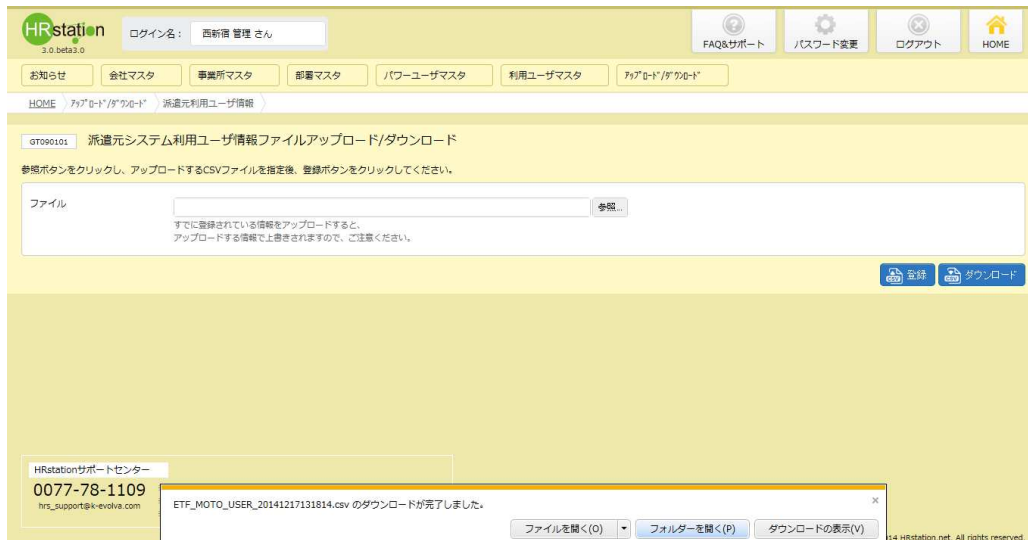 HRstation
3.0.beta3.0
ログイン名： 西新宿 管理 さん
FAQ&サポート
パスワード変更
ログアウト
HOME
お知らせ
会社マスタ
事業所マスタ
部署マスタ
パワーユーザマスタ
利用ユーザマスタ
ｱｯﾌﾟﾛｰﾄﾞ/ﾀﾞｳﾝﾛｰﾄﾞ
HOME ｱｯﾌﾟﾛｰﾄﾞ/ﾀﾞｳﾝﾛｰﾄﾞ 派遣元利用ユーザ情報
GT090101 派遣元システム利用ユーザ情報ファイルアップロード/ダウンロード
参照ボタンをクリックし、アップロードするCSVファイルを指定後、登録ボタンをクリックしてください。
ファイル
参照...
すでに登録されている情報をアップロードすると、
アップロードする情報で上書きされますので、ご注意ください。
CSV 登録
CSV ダウンロード
HRstationサポートセンター
0077-78-1109
hrs_support@k-evolva.com
ETF_MOTO_USER_20141217131814.csv のダウンロードが完了しました。
×
ファイルを開く(O)
フォルダーを開く(P)
ダウンロードの表示(V)
14 HRstation.net. All rights reserved.